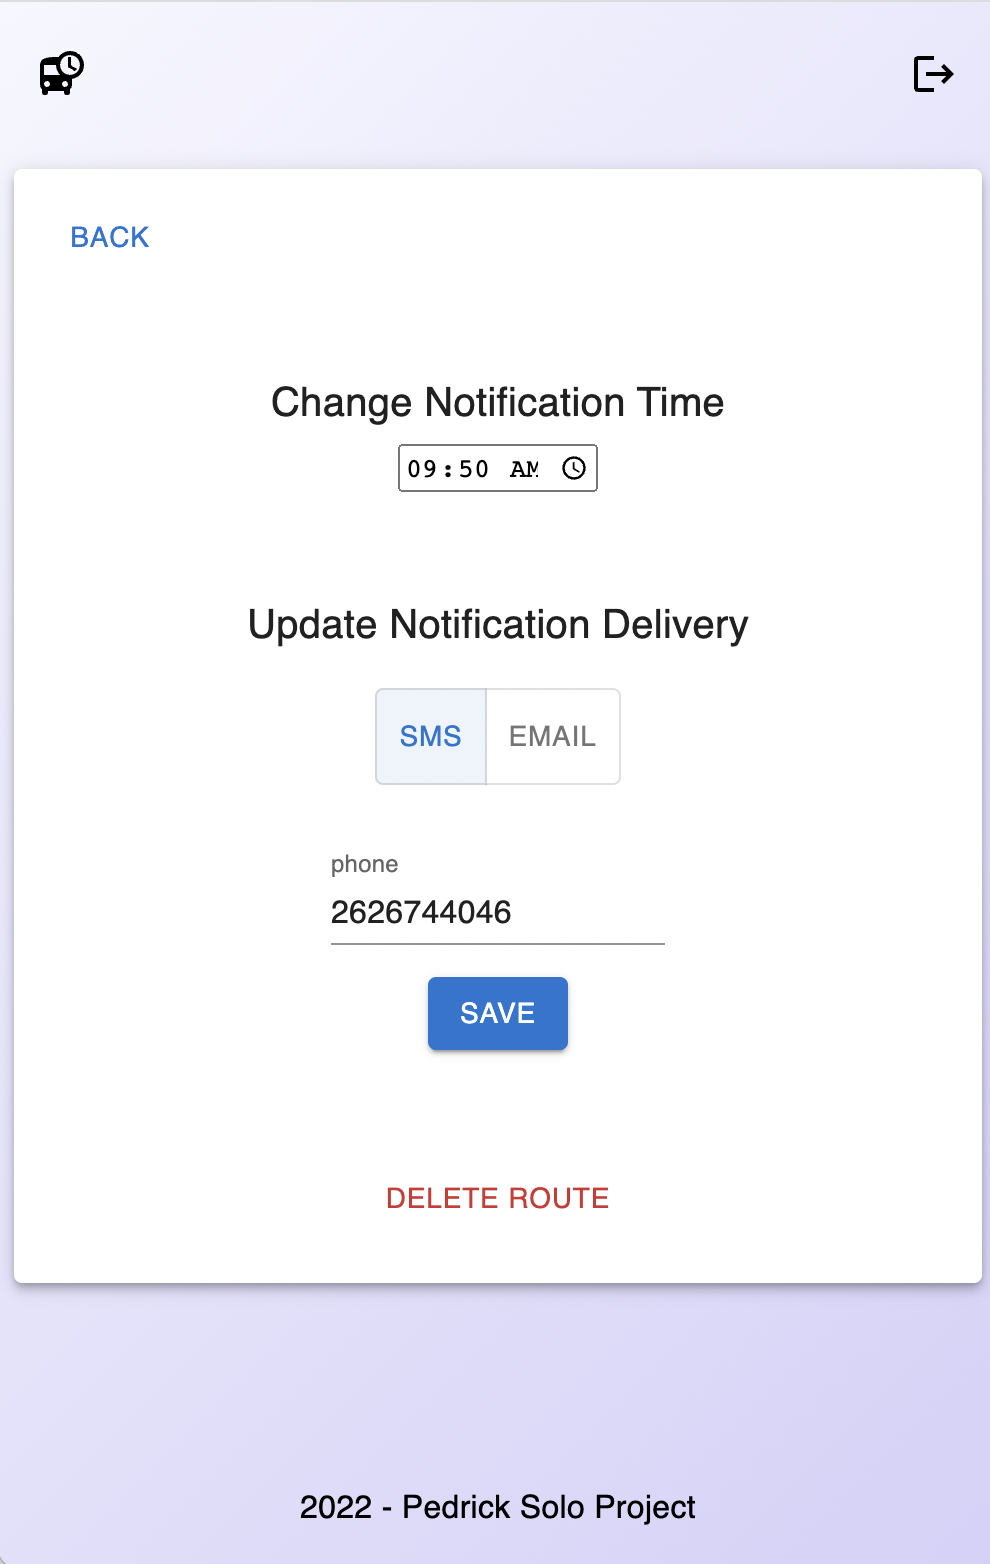 BACK
Change Notification Time
09:50 AM
Update Notification Delivery
SMS EMAIL
phone
2626744046
SAVE
DELETE ROUTE
2022 - Pedrick Solo Project